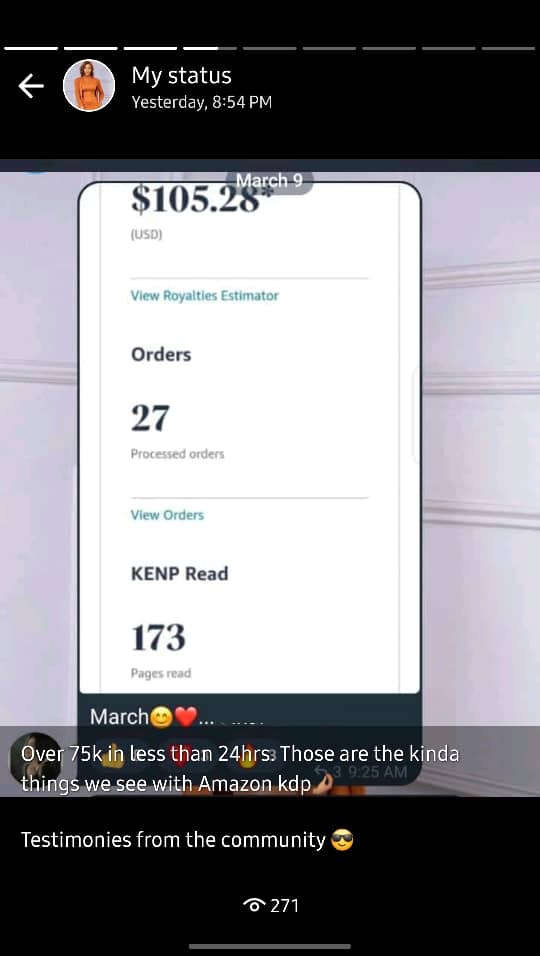 My status
Yesterday, 8:54 PM
March 9
$105.28*
(USD)
View Royalties Estimator
Orders
27
Processed orders
View Orders
KENP Read
173
Pages read
March😊❤️...
Over 75k in less than 24hrs. Those are the kinda
things we see with Amazon kdp👌
3 9:25 AM
Testimonies from the community 😎
271